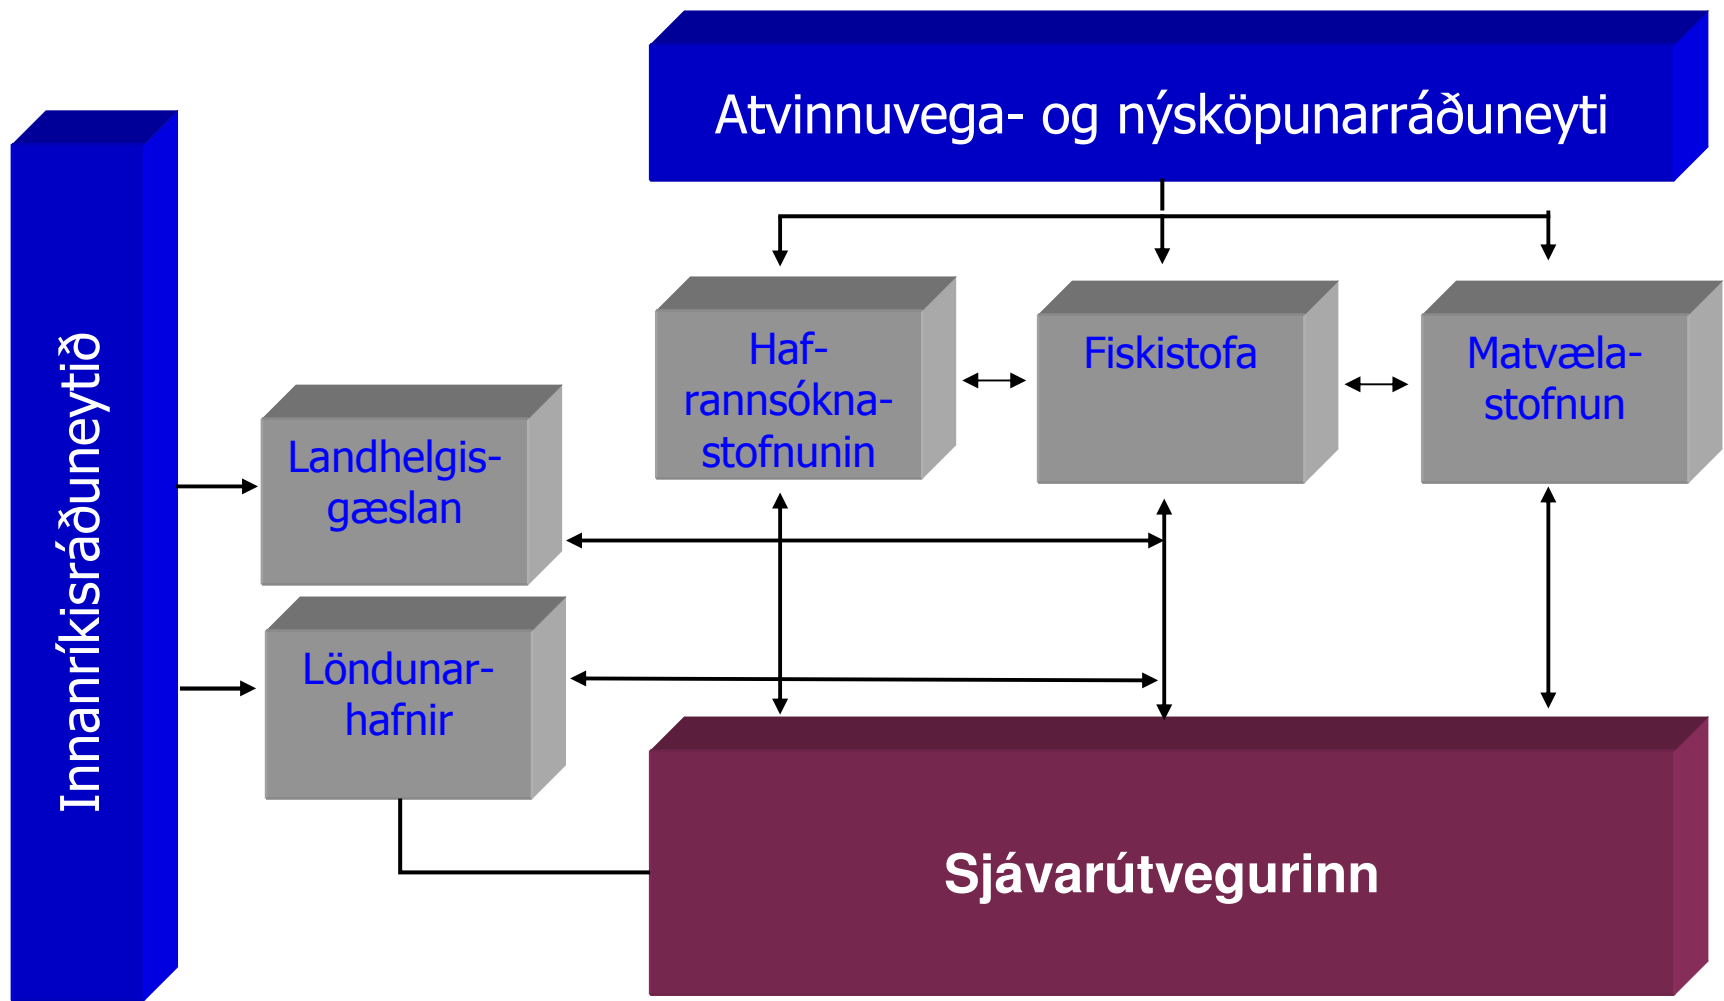 Atvinnuvega- og nýsköpunarráðuneyti
Innanríkisráðuneytið
Haf-
rannsókna-
stofnunin
Fiskistofa
Matvæla-
stofnun
Landhelgis-
gæslan
Löndunar-
hafnir
Sjávarútvegurinn